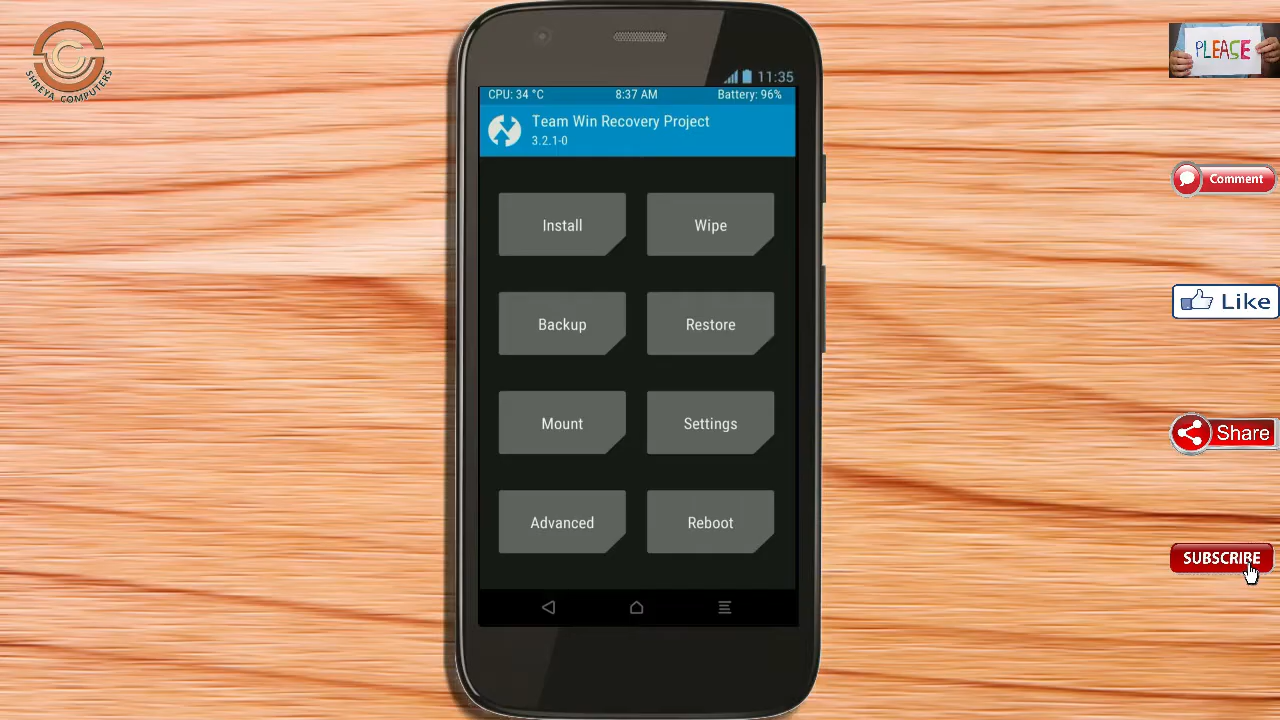 SHREYA COMPUTERS
PLEASE
11:35
CPU: 34 °C 8:37 AM Battery: 96%
Team Win Recovery Project
3.2.1-0
Install Wipe
Comment
Backup Restore
Like
Mount Settings
Share
Advanced Reboot
SUBSCRIBE